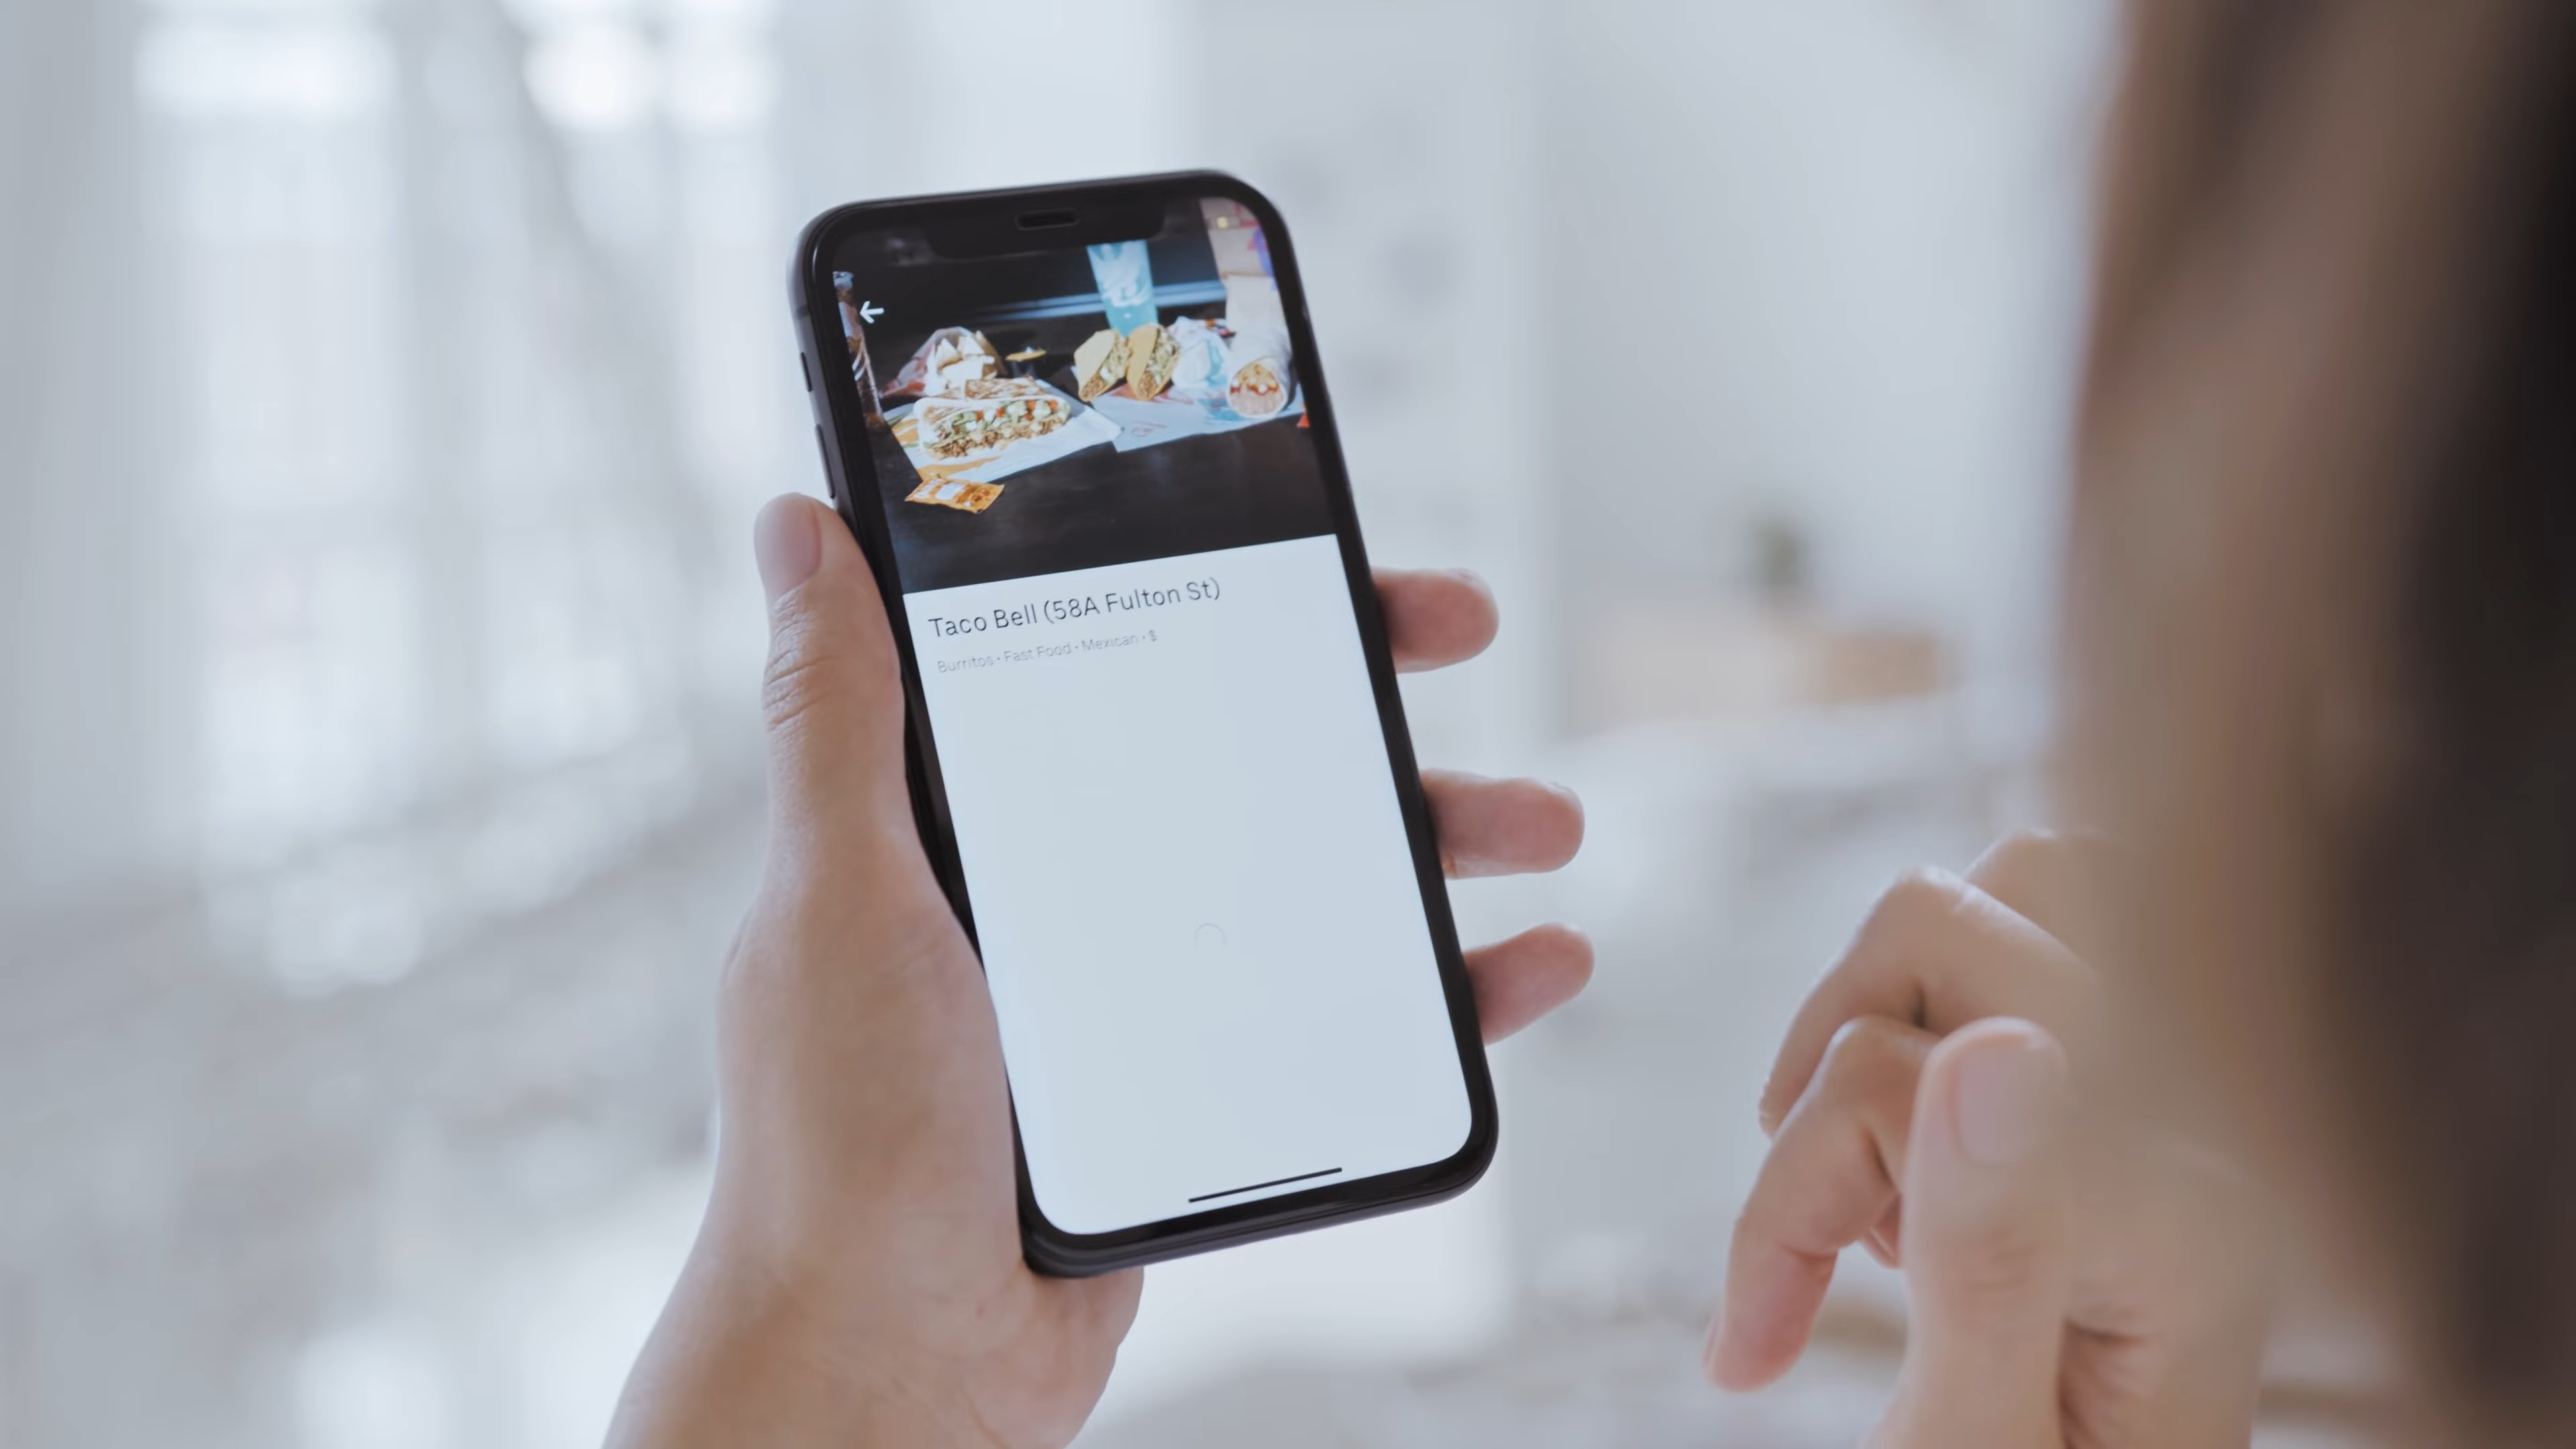 Taco Bell (58A Fulton St)
Burritos • Fast Food • Mexican • $